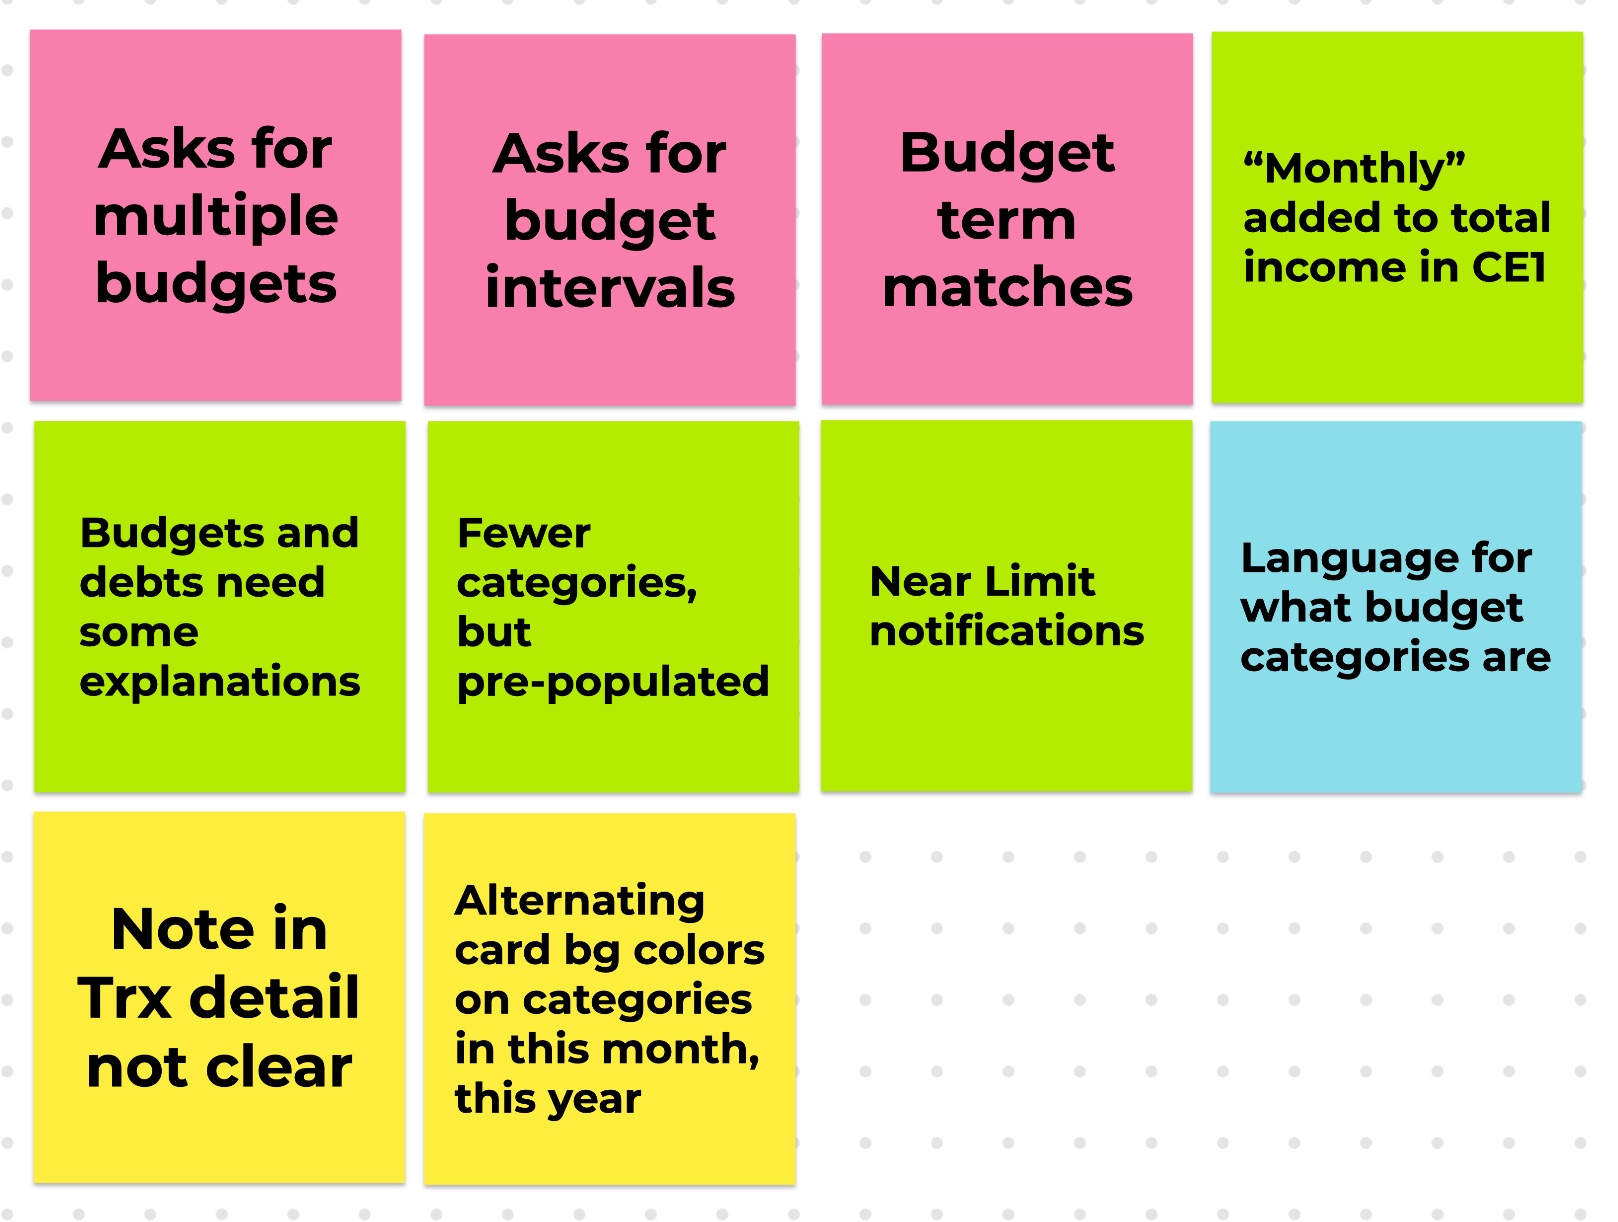 Asks for
multiple
budgets
Asks for
budget
intervals
Budget
term
matches
“Monthly”
added to total
income in CE1
Budgets and
debts need
some
explanations
Fewer
categories,
but
pre-populated
Near Limit
notifications
Language for
what budget
categories are
Note in
Trx detail
not clear
Alternating
card bg colors
on categories
in this month,
this year